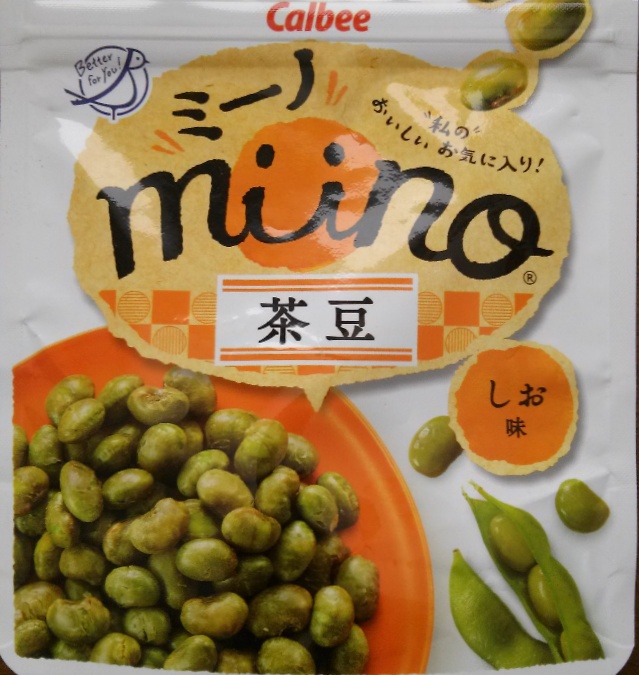 Calbee
Better
for you!
ミーノ
"私の"
おいしい お気に入り!
miino®
茶豆
しお
味